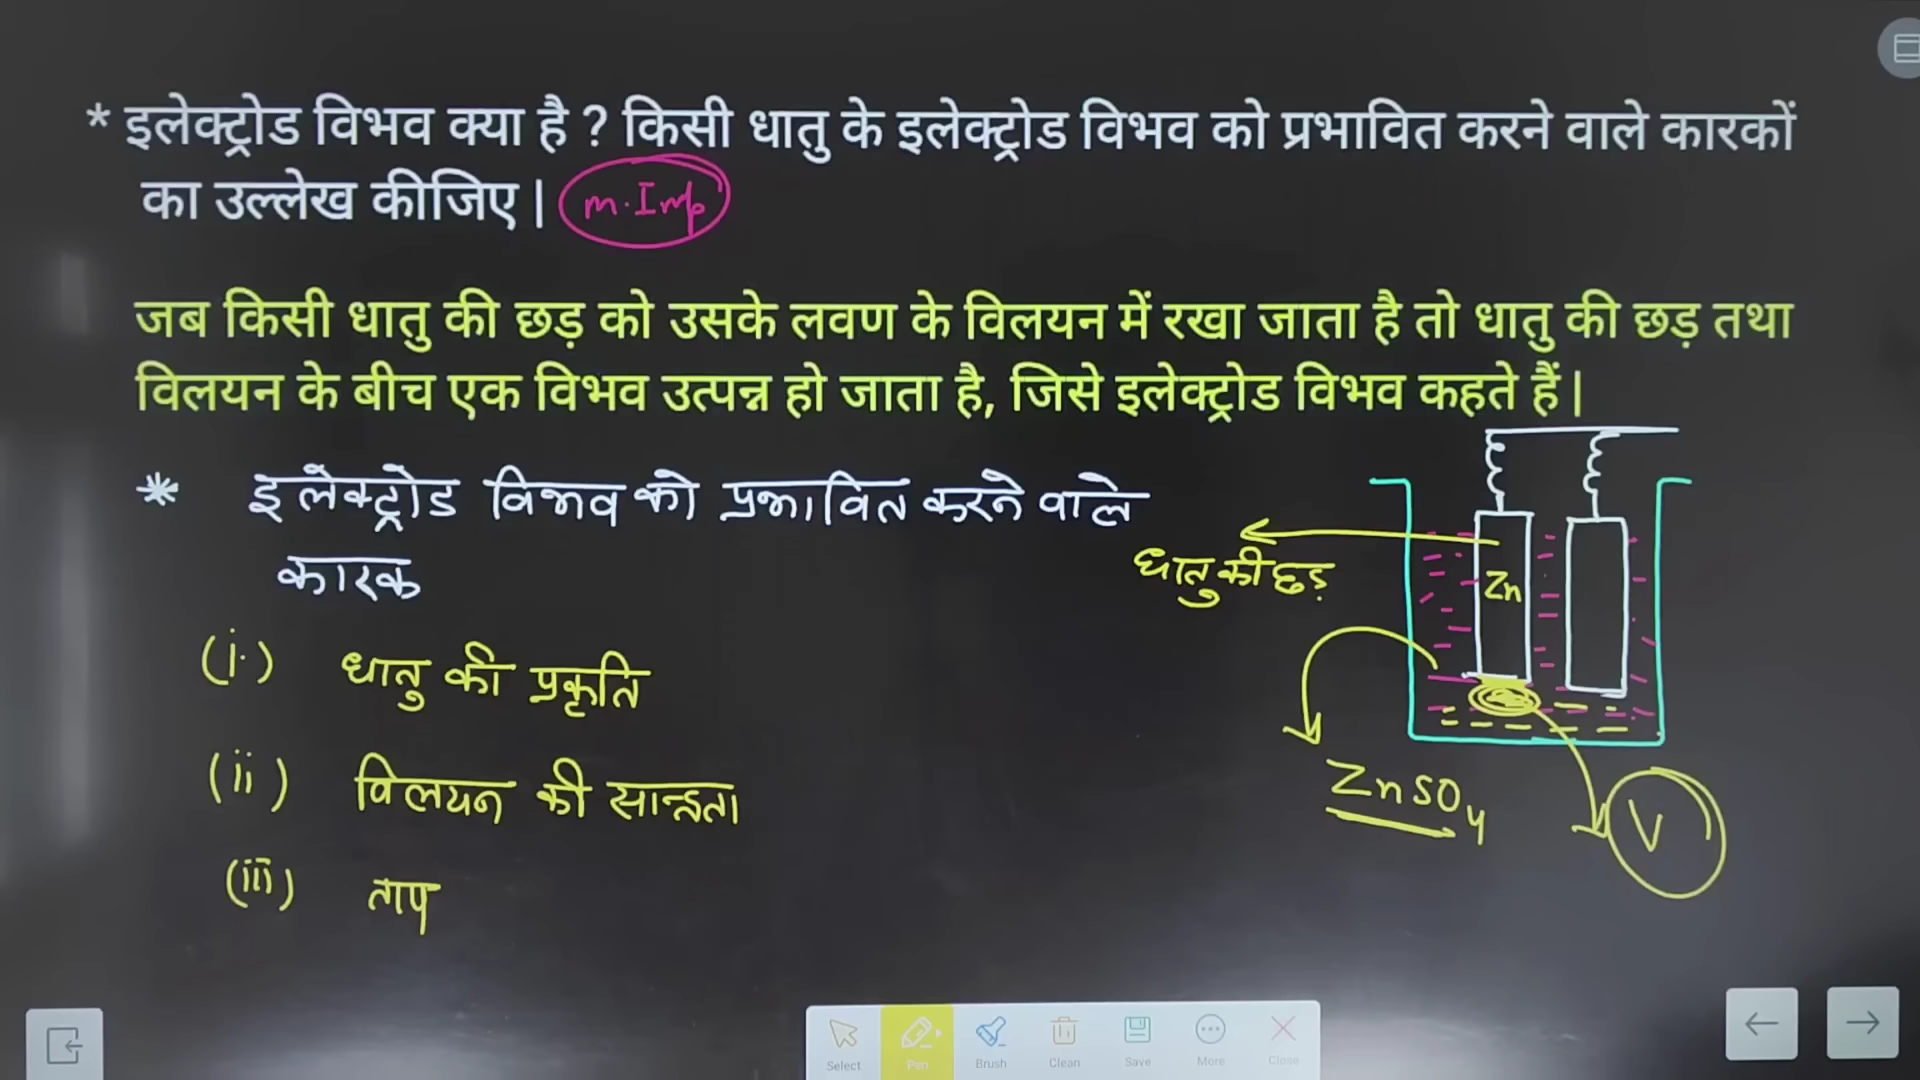 * इलेक्ट्रोड विभव क्या है ? किसी धातु के इलेक्ट्रोड विभव को प्रभावित करने वाले कारकों
का उल्लेख कीजिए | m.Imp
जब किसी धातु की छड़ को उसके लवण के विलयन में रखा जाता है तो धातु की छड़ तथा
विलयन के बीच एक विभव उत्पन्न हो जाता है, जिसे इलेक्ट्रोड विभव कहते हैं |
* इलेक्ट्रोड विभव को प्रभावित करने वाले
कारक
धातु की छड़
Zn
(i.) धातु की प्रकृति
(ii) विलयन की सान्द्रता
ZnSO4
V
(iii) ताप
Select Pen Brush Clean Save More Close